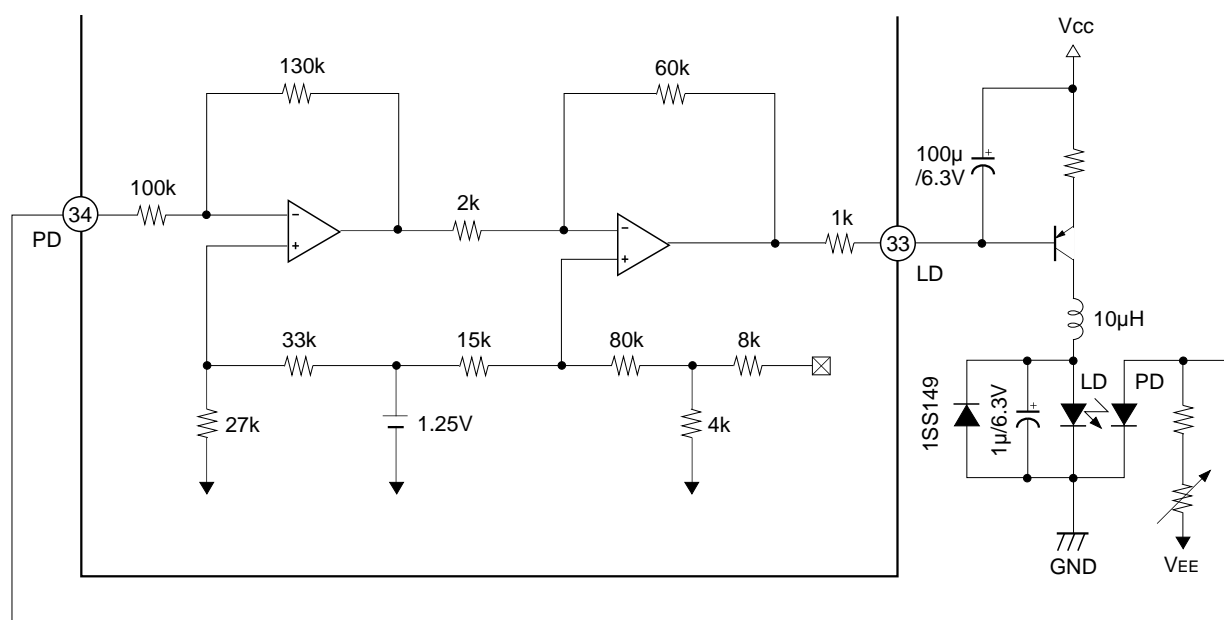 Vcc
130k
60k
100µ
/6.3V
+
100k
2k
1k
34
PD
33
LD
−
+
−
+
10µH
33k
15k
80k
8k
27k
1.25V
4k
1SS149
1µ/6.3V
+
LD
PD
GND
VEE